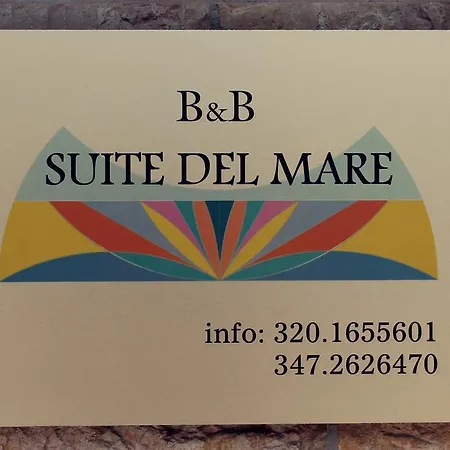 B&B
SUITE DEL MARE
info: 320.1655601
347.2626470